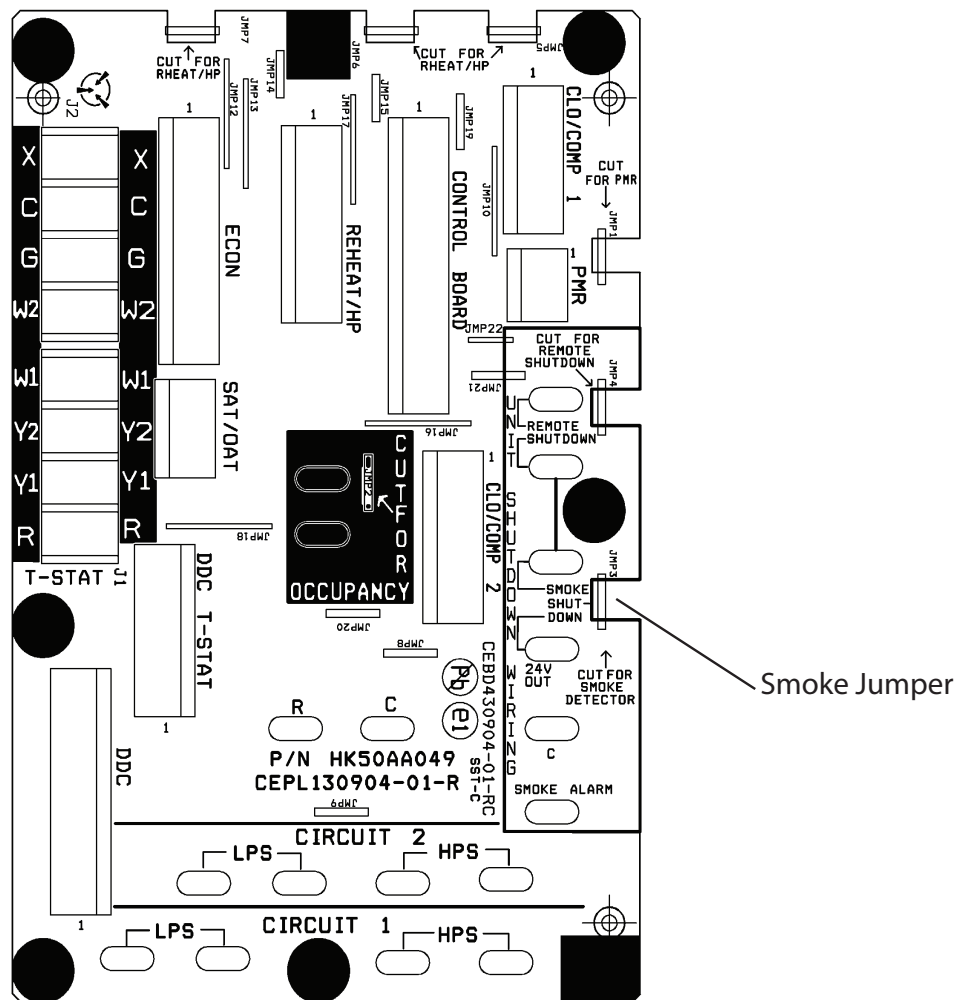 JMP7
CUT FOR
RHEAT/HP
JMP6
CUT FOR
RHEAT/HP
JMP5
J2
JMP14
JMP12
JMP13
JMP15
JMP17
JMP19
JMP10
1
1
1
1
CLO/COMP 1
CUT
FOR PMR
JMP1
X
C
G
W2
W1
Y2
Y1
R
X
C
G
W2
W1
Y2
Y1
R
T-STAT J1
ECON
REHEAT/HP
CONTROL BOARD
1
PMR
JMP22
JMP21
JMP16
CUT FOR
REMOTE
SHUTDOWN
JMP4
REMOTE
SHUTDOWN
UNIT SHUTDOWN WIRING
SAT/OAT
CUT FOR
OCCUPANCY
JMP2
1
CLO/COMP 2
JMP18
JMP20
JMP8
DDC T-STAT
1
JMP3
SMOKE
SHUT
DOWN
24V
OUT
CUT FOR
SMOKE
DETECTOR
Smoke Jumper
C
SMOKE ALARM
Pb
e1
CEBD430904-01-RC
SST-C
R
C
P/N HK50AA049
CEPL130904-01-R
JMP9
DDC
1
CIRCUIT 2
LPS
HPS
CIRCUIT 1
LPS
HPS